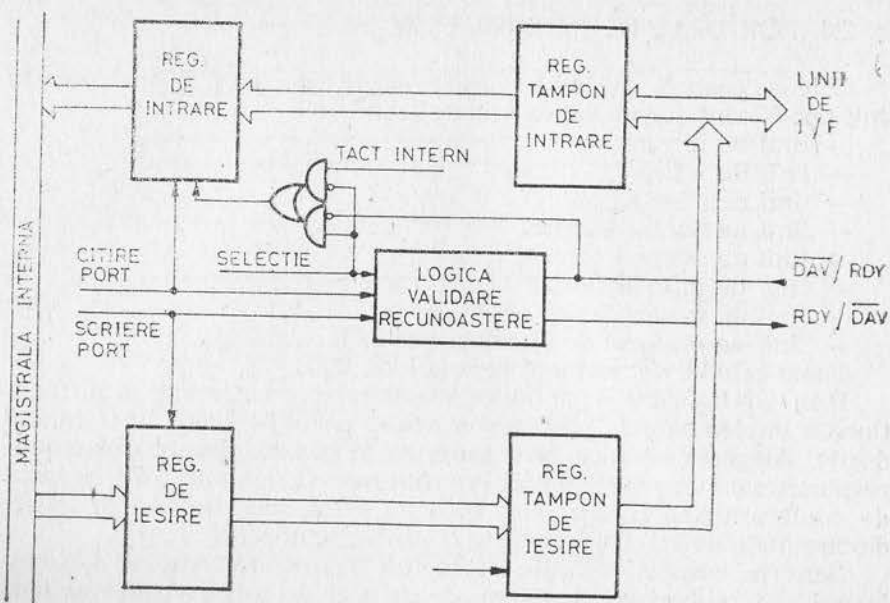 REG.
DE
INTRARE
REG.
TAMPON
DE
INTRARE
LINII
DE
I/E
TACT INTERN
MAGISTRALA INTERNA
CITIRE
PORT
SELECTIE
SCRIERE
PORT
LOGICA
VALIDARE
RECUNOASTERE
DAV/RDY
RDY/DAV
REG.
DE
IESIRE
REG.
TAMPON
DE
IESIRE